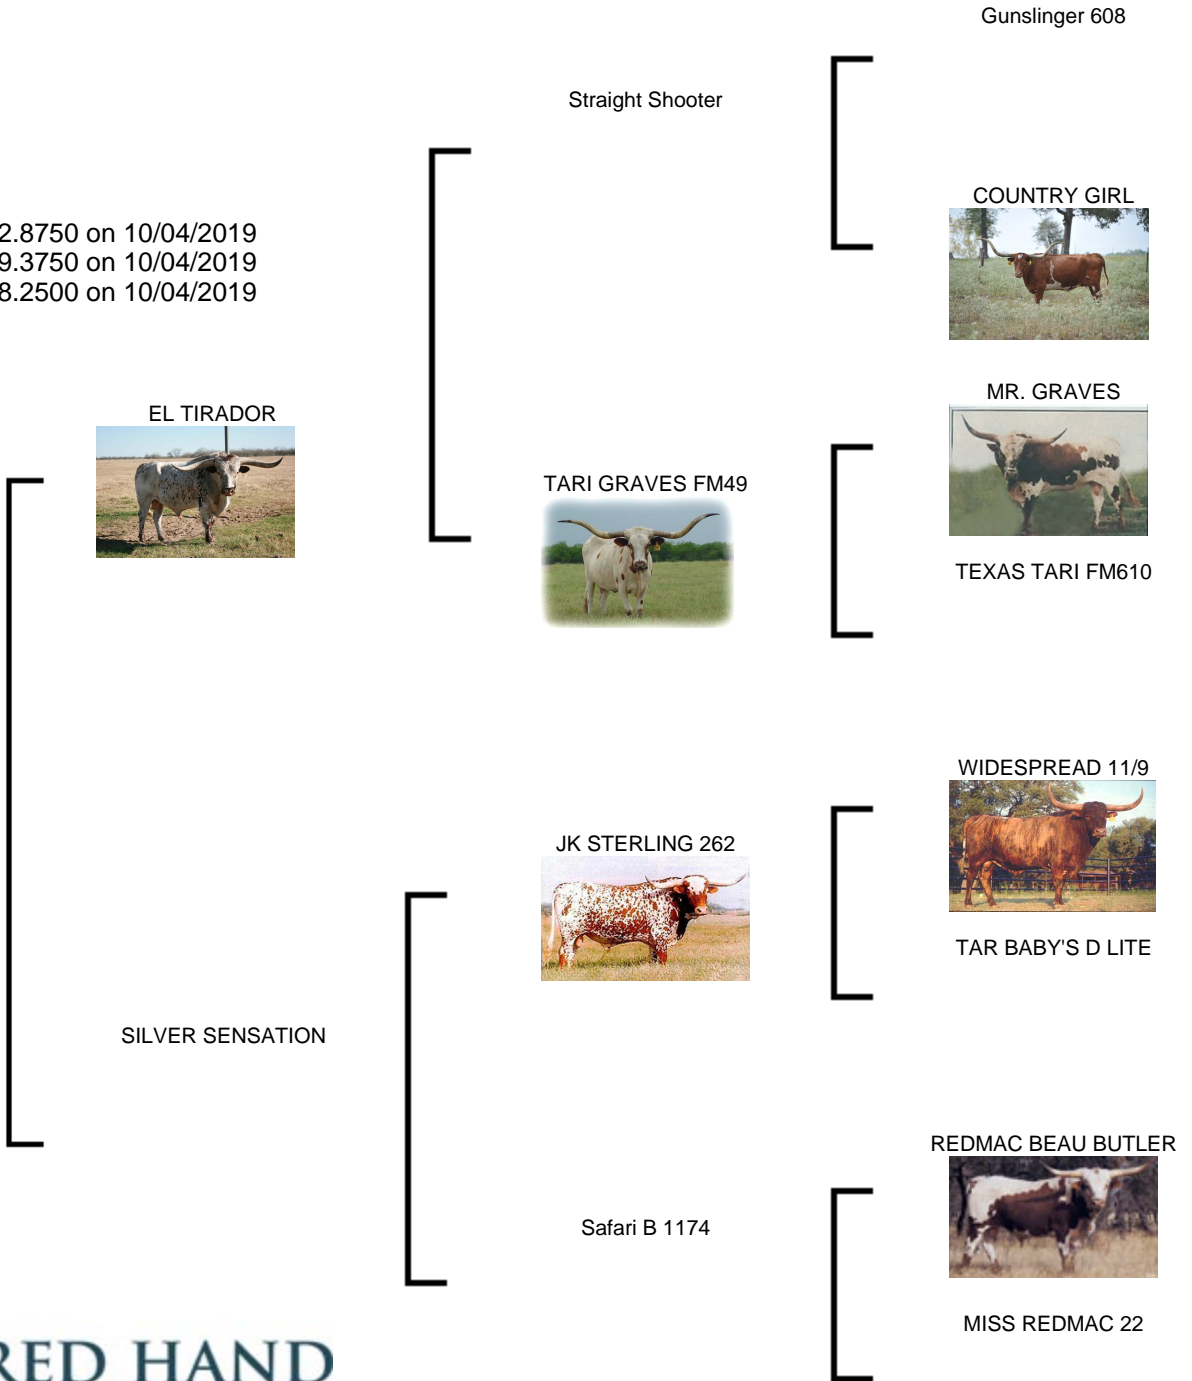 Gunslinger 608
Straight Shooter
COUNTRY GIRL
2.8750 on 10/04/2019
9.3750 on 10/04/2019
8.2500 on 10/04/2019
MR. GRAVES
EL TIRADOR
TARI GRAVES FM49
TEXAS TARI FM610
WIDESPREAD 11/9
JK STERLING 262
TAR BABY'S D LITE
SILVER SENSATION
REDMAC BEAU BUTLER
Safari B 1174
MISS REDMAC 22
RED HAND